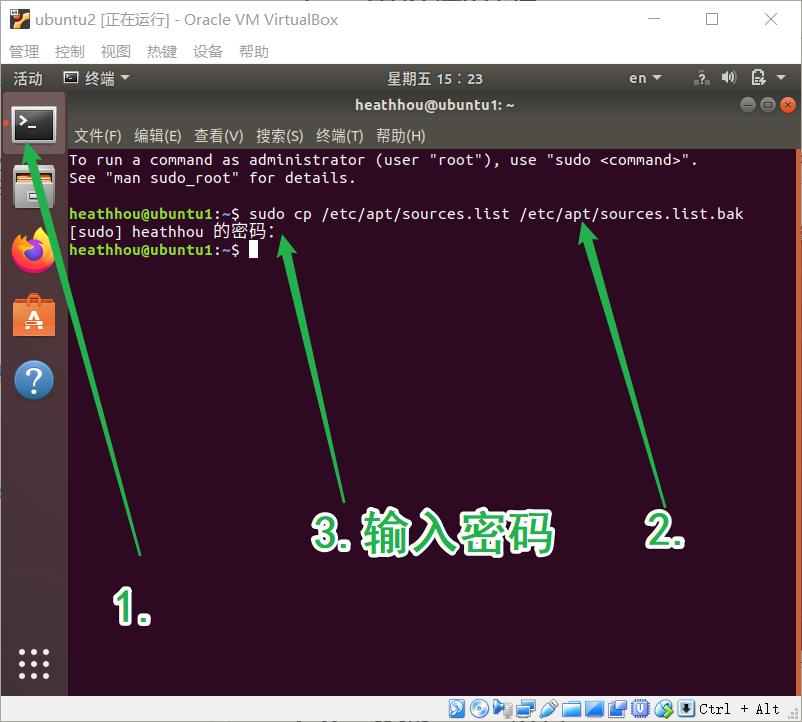 ubuntu2 [正在运行] - Oracle VM VirtualBox
管理 控制 视图 热键 设备 帮助
活动 终端 星期五 15：23 en
heathhou@ubuntu1: ~
文件(F) 编辑(E) 查看(V) 搜索(S) 终端(T) 帮助(H)
To run a command as administrator (user "root"), use "sudo <command>".
See "man sudo_root" for details.
heathhou@ubuntu1:~$ sudo cp /etc/apt/sources.list /etc/apt/sources.list.bak
[sudo] heathhou 的密码：
heathhou@ubuntu1:~$
3.输入密码
2.
1.
Ctrl + Alt